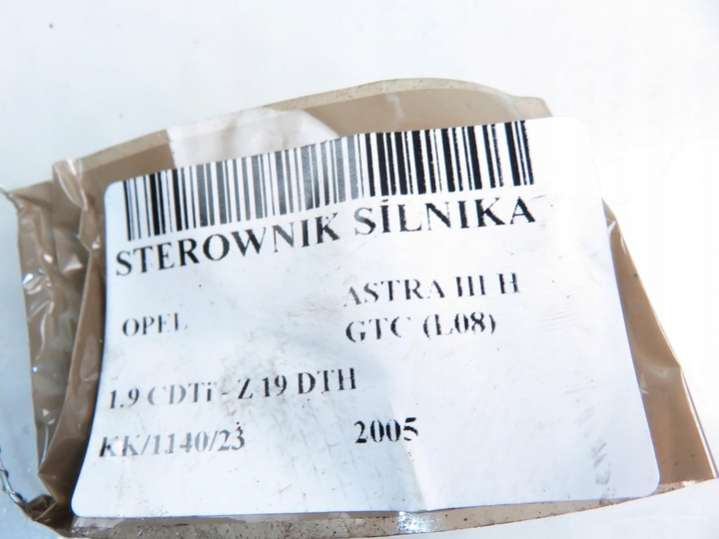 STEROWNIK SILNIKA
OPEL ASTRA III H
GTC (L08)
1.9 CDTi - Z 19 DTH
KK/1140/23 2005